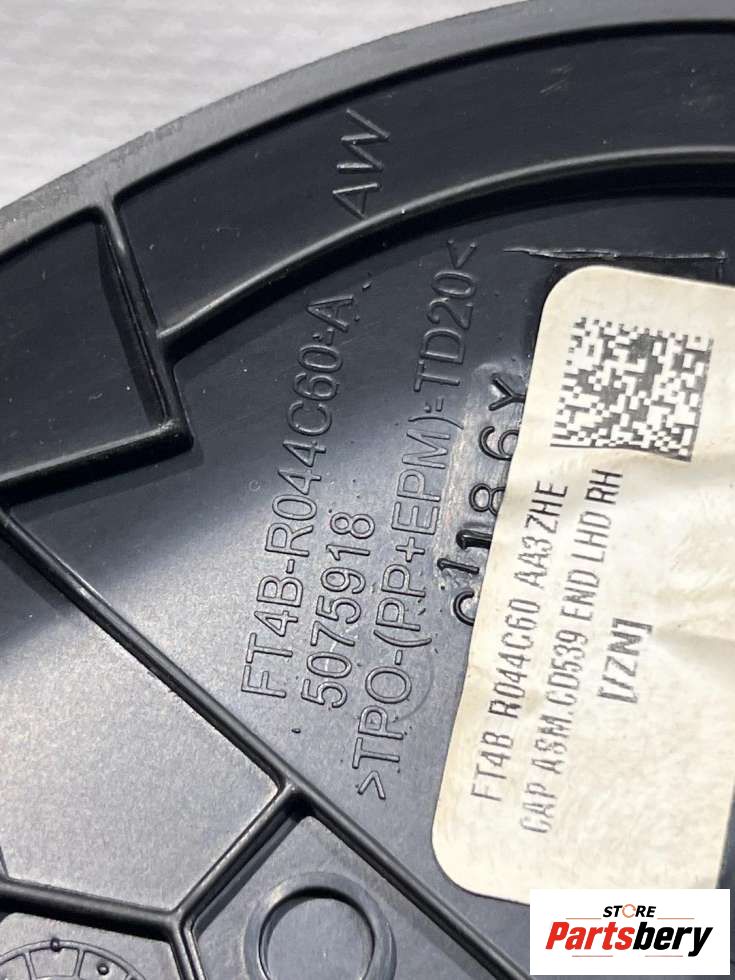 AW
FT4B-R044C60-A
5075918
>TPO-(PP+EPM)-TD20<
C1186Y
FT4B R044C60 AA3ZHE
CAP ASM.CD539 END LHD RH
[/ZN]
STORE
Partsbery